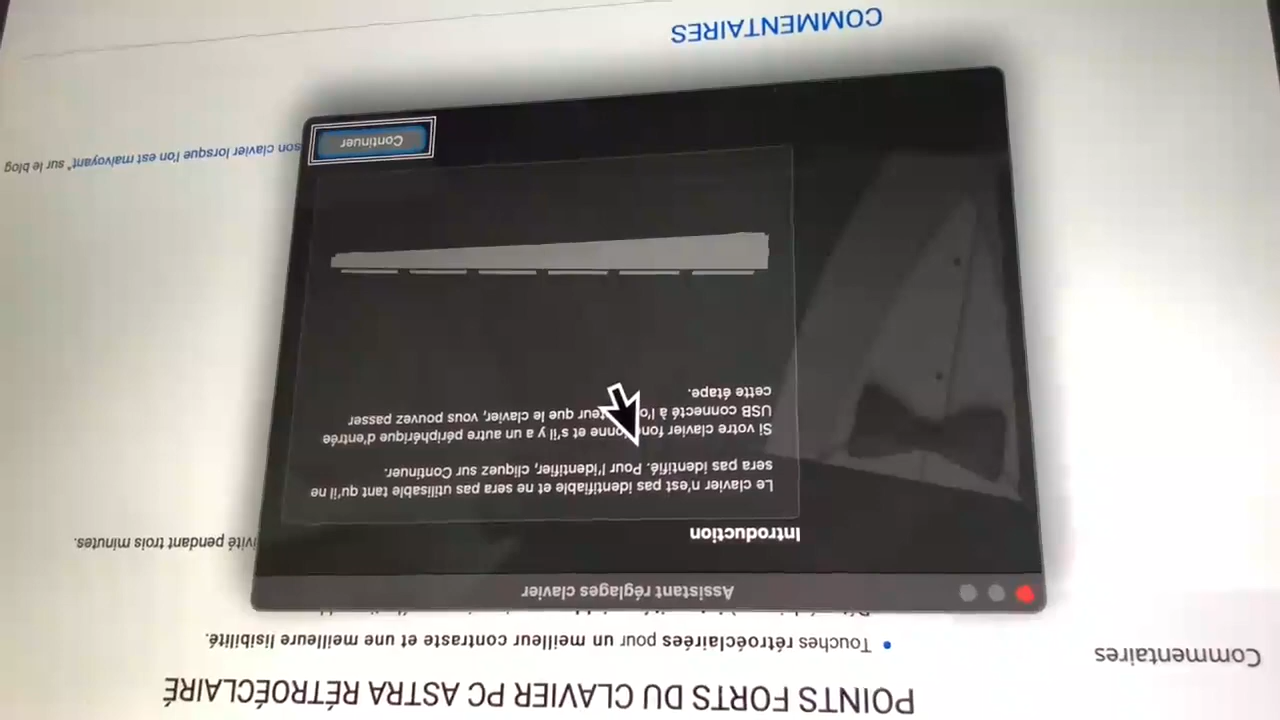 POINTS FORTS DU CLAVIER PC ASTRA RÉTROÉCLAIRÉ
Commentaires
Touches rétroéclairées pour un meilleur contraste et une meilleure lisibilité.
Assistant réglages clavier
Introduction
Le clavier n'est pas identifiable et ne sera pas utilisable tant qu'il ne
sera pas identifié. Pour l'identifier, cliquez sur Continuer.
Si votre clavier fonctionne et s'il y a un autre périphérique d'entrée
USB connecté à que le clavier, vous pouvez passer
cette étape.
pendant trois minutes.
Continuer
son clavier lorsque l'on est malvoyant" sur le blog
COMMENTAIRES